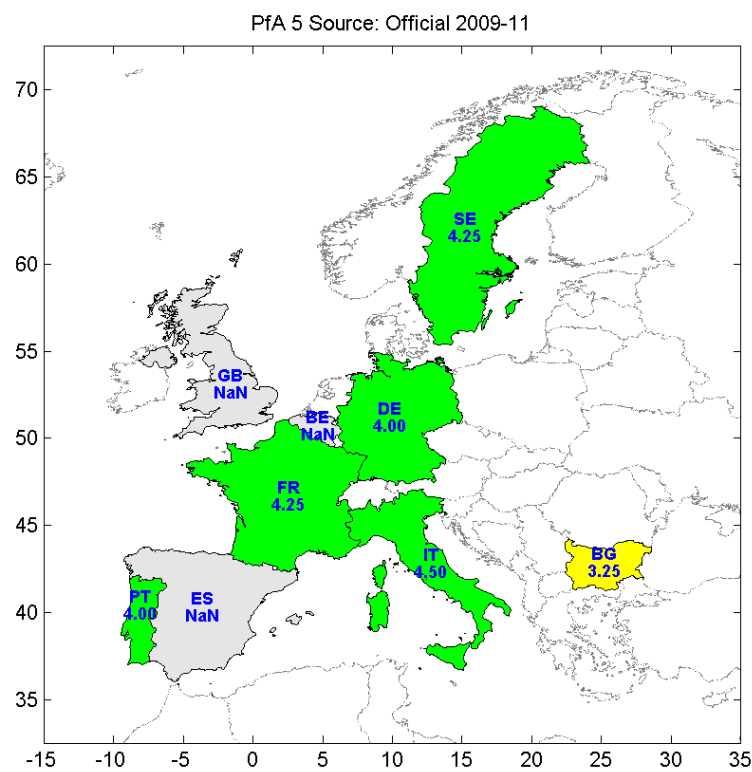 PfA 5 Source: Official 2009-11
70
65
60
55
50
45
40
35
-15 -10 -5 0 5 10 15 20 25 30 35
SE
4.25
GB
NaN
BE
NaN
DE
4.00
FR
4.25
IT
4.50
BG
3.25
PT
4.00
ES
NaN